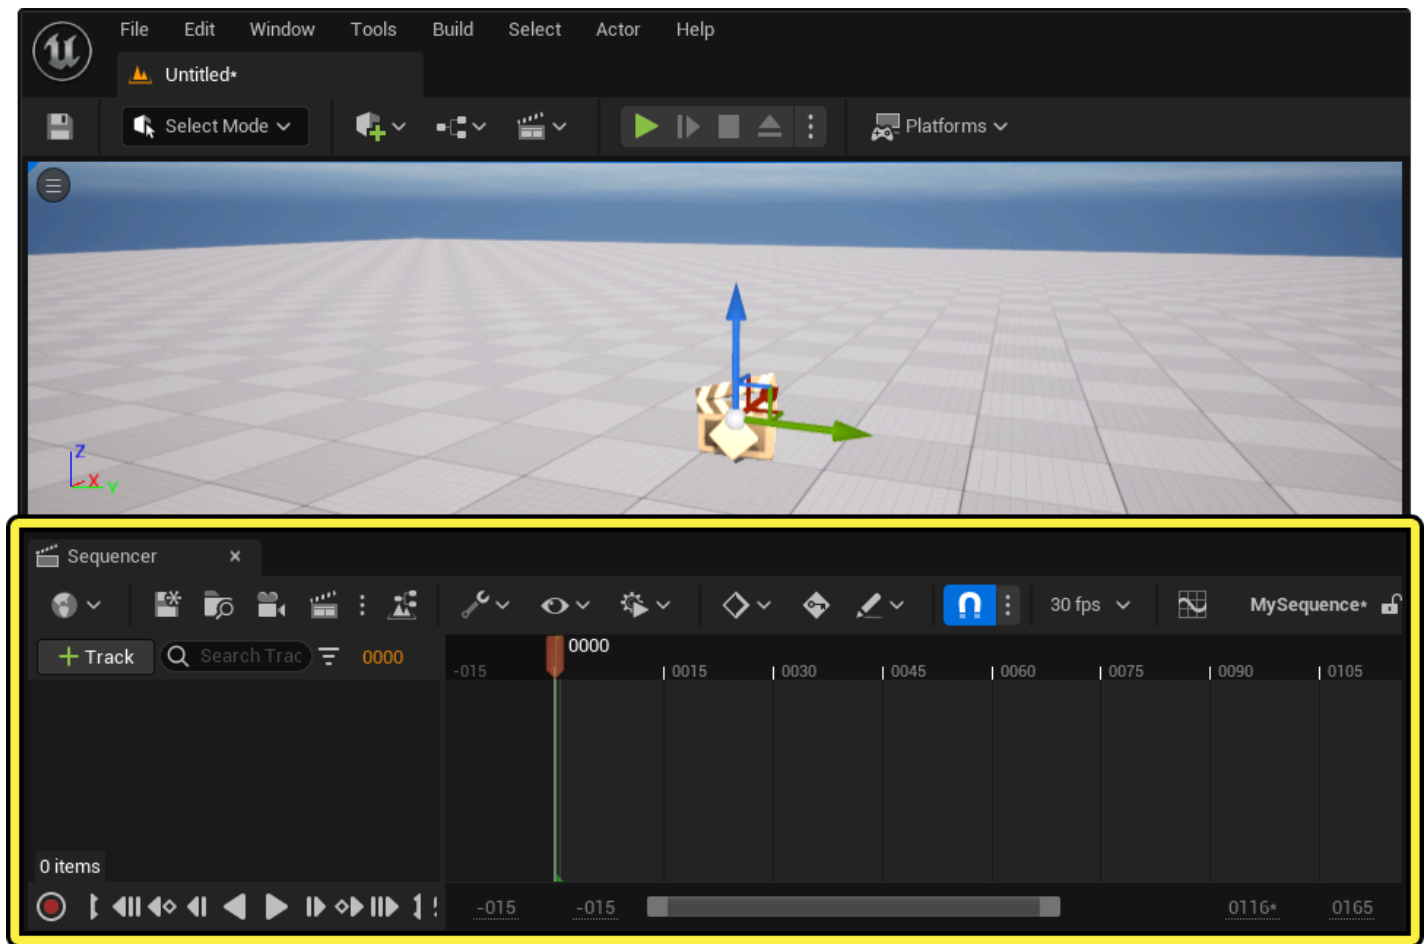 File Edit Window Tools Build Select Actor Help
Untitled*
Select Mode Platforms
Z
X Y
Sequencer ×
30 fps MySequence*
+ Track Search Trac 0000 0000
-015 0015 0030 0045 0060 0075 0090 0105
0 items
-015 -015 0116* 0165